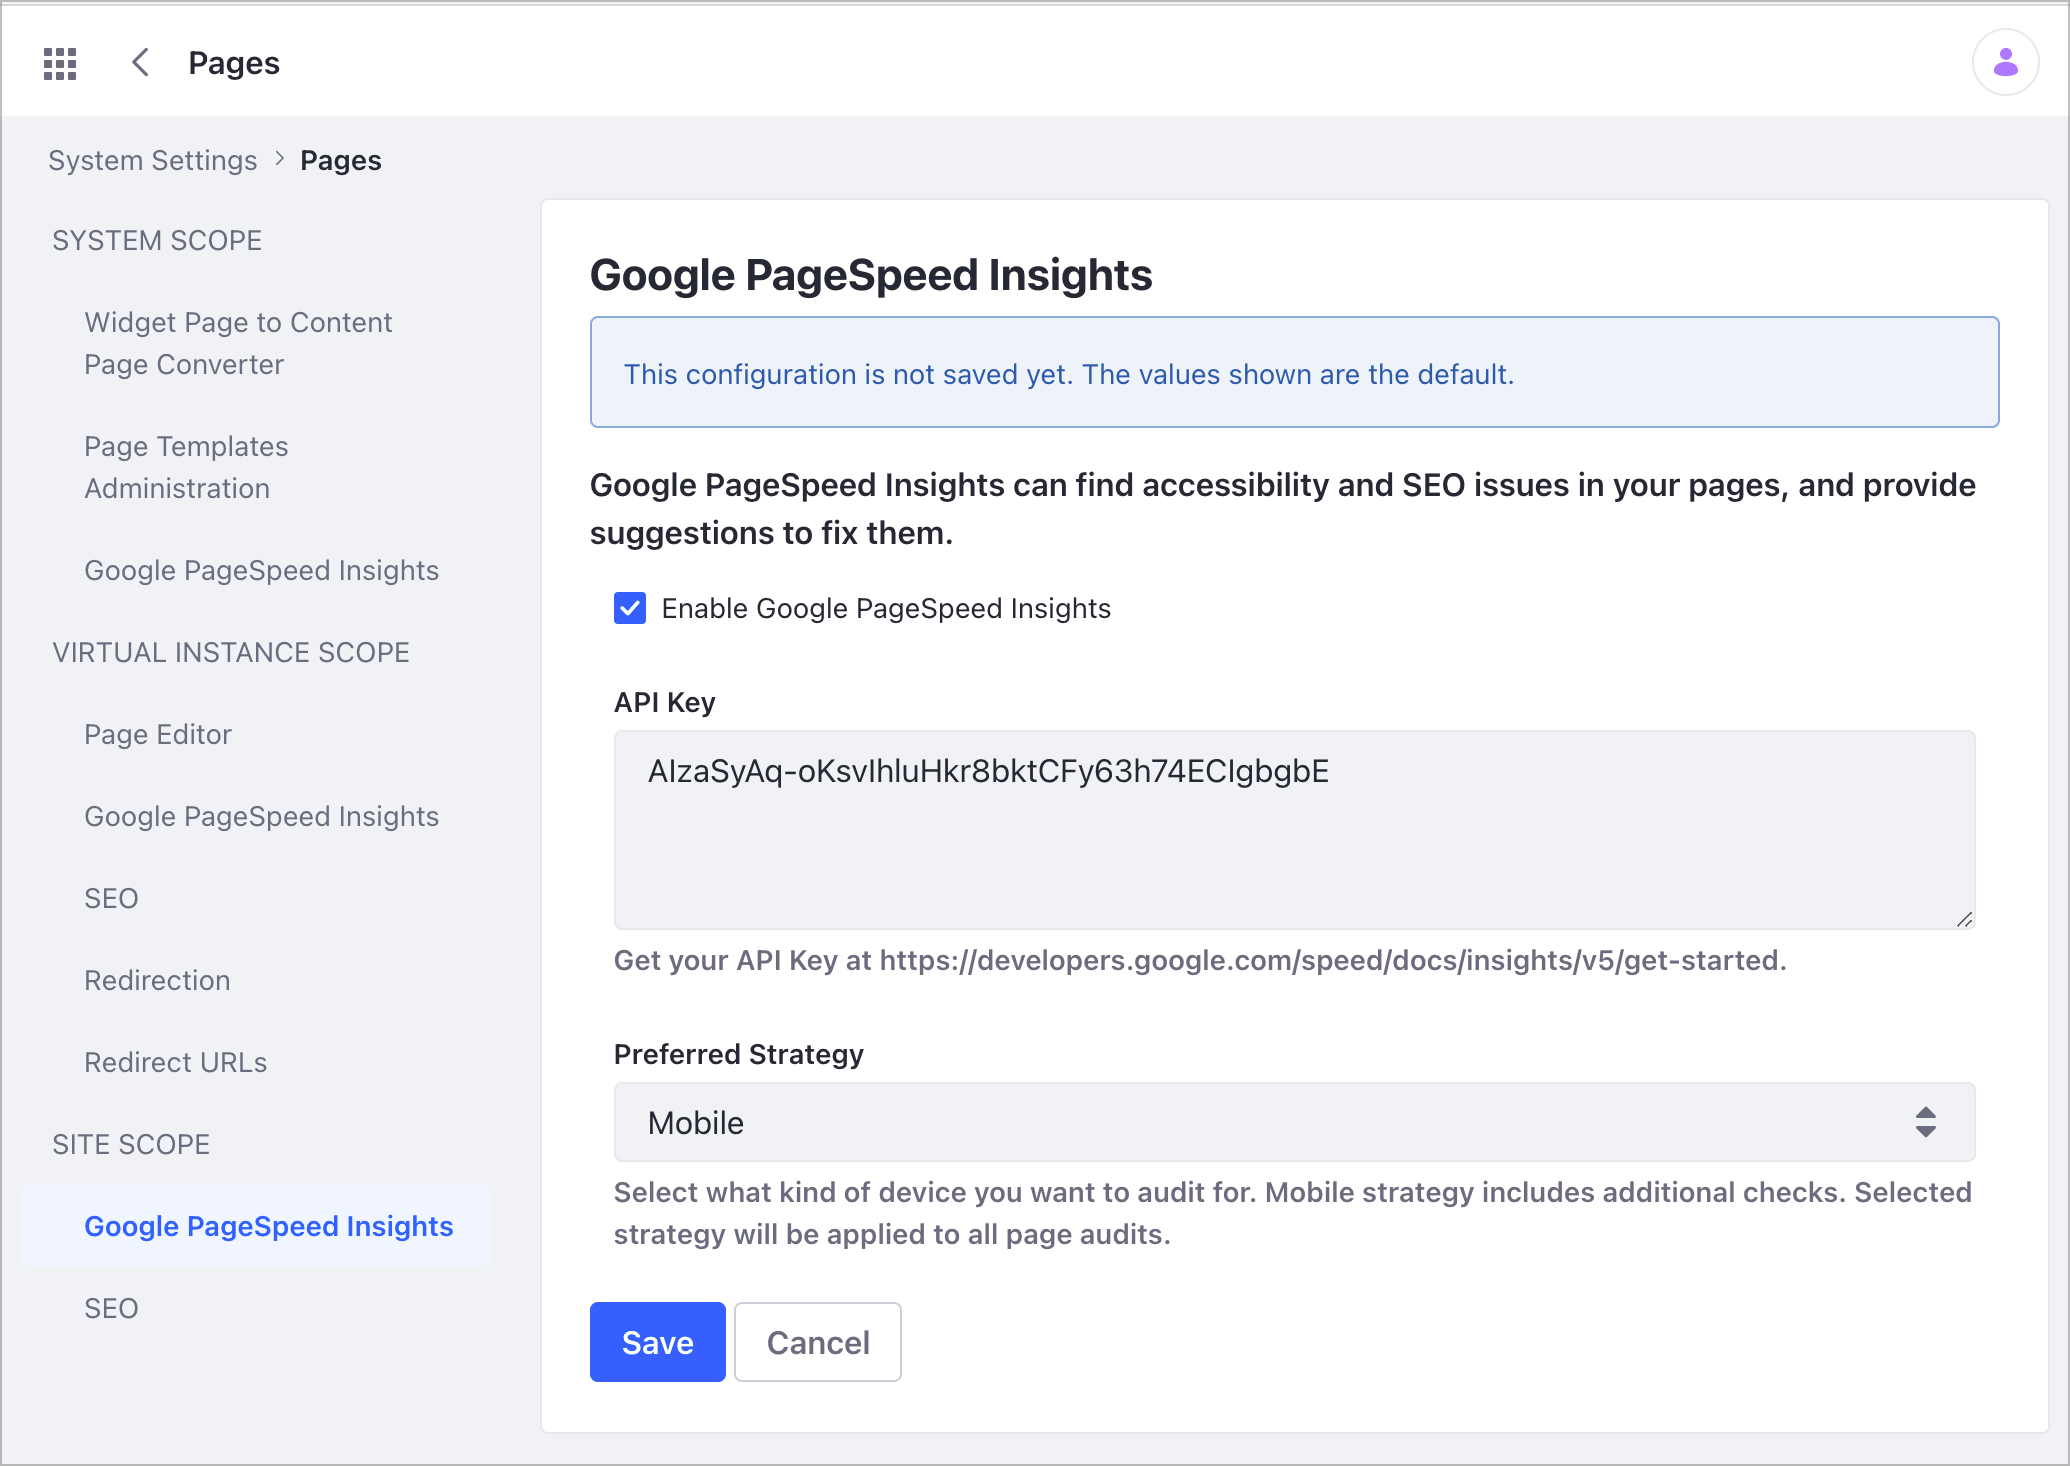 Pages
System Settings > Pages
SYSTEM SCOPE
Widget Page to Content
Page Converter
Page Templates
Administration
Google PageSpeed Insights
VIRTUAL INSTANCE SCOPE
Page Editor
Google PageSpeed Insights
SEO
Redirection
Redirect URLs
SITE SCOPE
Google PageSpeed Insights
SEO
Google PageSpeed Insights
This configuration is not saved yet. The values shown are the default.
Google PageSpeed Insights can find accessibility and SEO issues in your pages, and provide
suggestions to fix them.
Enable Google PageSpeed Insights
API Key
AIzaSyAq-oKsvIhluHkr8bktCFy63h74ECIgbgbE
Get your API Key at https://developers.google.com/speed/docs/insights/v5/get-started.
Preferred Strategy
Mobile
Select what kind of device you want to audit for. Mobile strategy includes additional checks. Selected
strategy will be applied to all page audits.
Save
Cancel